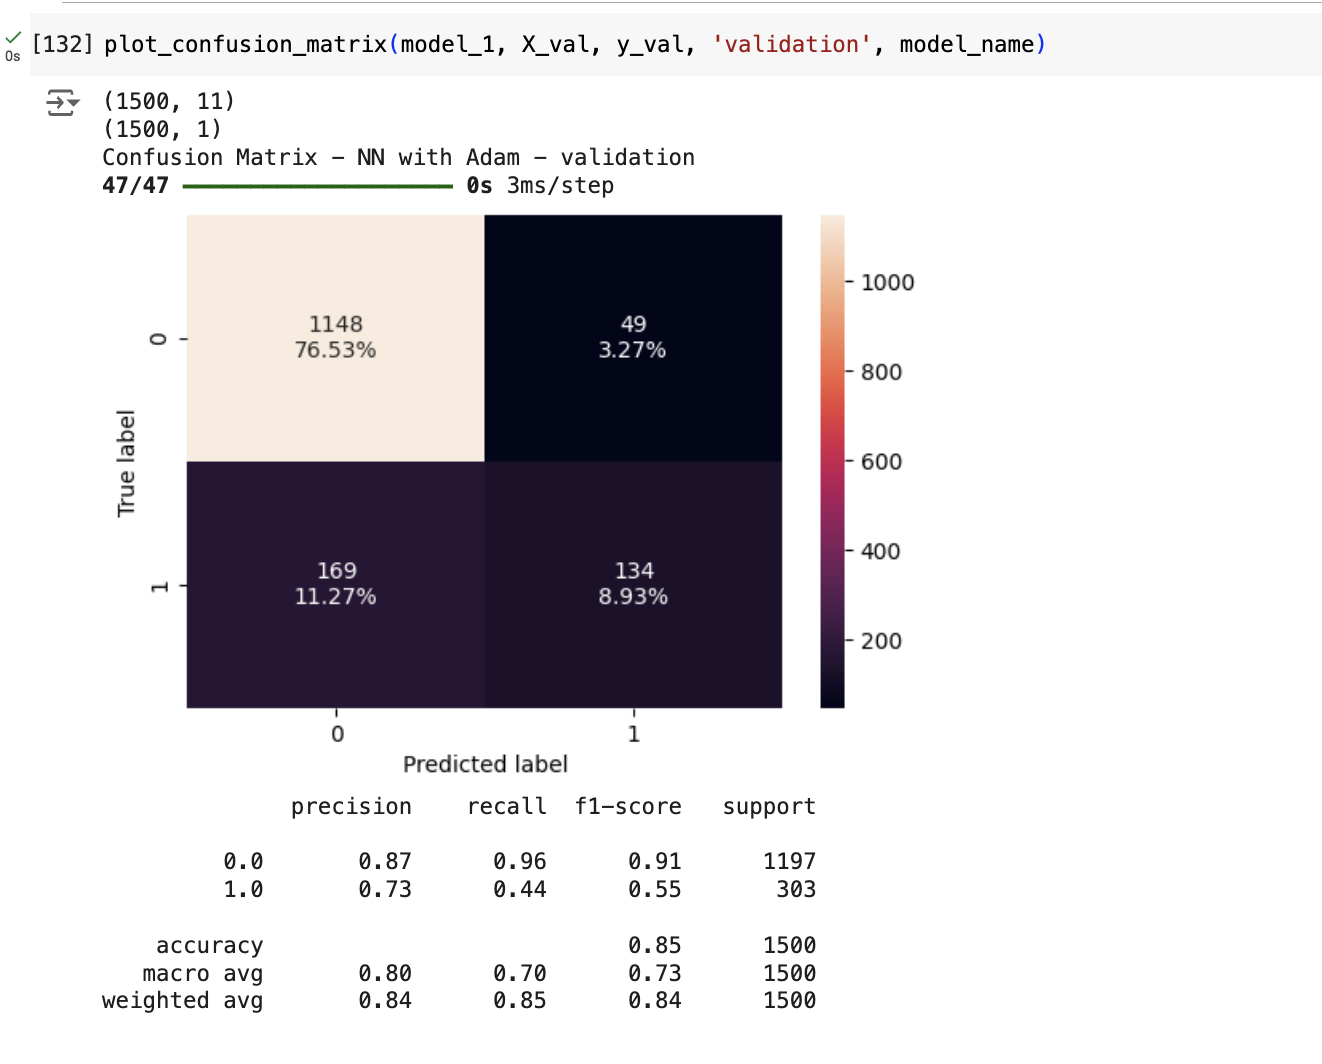 [132] plot_confusion_matrix(model_1, X_val, y_val, 'validation', model_name)
0s
(1500, 11)
(1500, 1)
Confusion Matrix - NN with Adam - validation
47/47 0s 3ms/step
1148
76.53%
49
3.27%
169
11.27%
134
8.93%
0
1
True label
0 1
Predicted label
1000
800
600
400
200
precision recall f1-score support
0.0 0.87 0.96 0.91 1197
1.0 0.73 0.44 0.55 303
accuracy 0.85 1500
macro avg 0.80 0.70 0.73 1500
weighted avg 0.84 0.85 0.84 1500